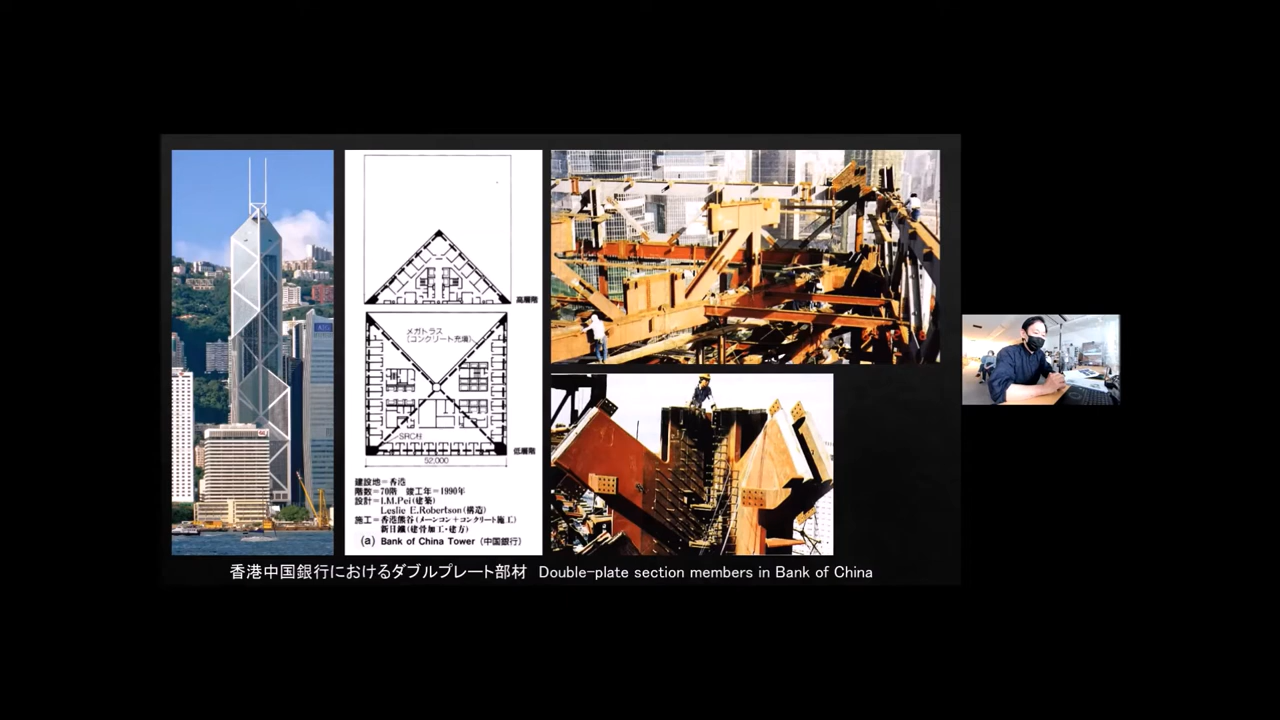 高層階
メガトラス
(コンクリート充填)
SRC柱
低層階
52,000
建設地=香港
階数=70階 竣工年=1990年
設計=I.M.Pei(建築)
Leslie E.Robertson(構造)
施工=香港熊谷(メーンコン+コンクリート施工)
新日鐵(鉄骨加工・建方)
(a) Bank of China Tower (中国銀行)
AIG
香港中国銀行におけるダブルプレート部材 Double-plate section members in Bank of China